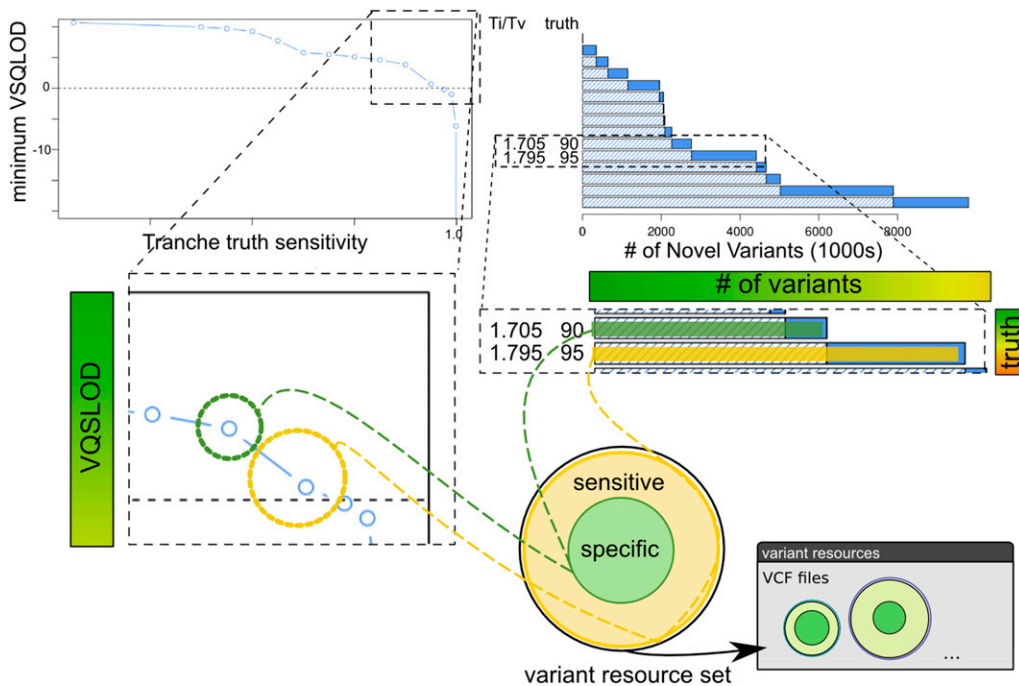 minimum VSQLOD
0
-10
Tranche truth sensitivity
1.0
Ti/Tv truth
1.705 90
1.795 95
0 2000 4000 6000 8000
# of Novel Variants (1000s)
# of variants
1.705 90
1.795 95
truth
VQSLOD
sensitive
specific
variant resources
VCF files
...
variant resource set